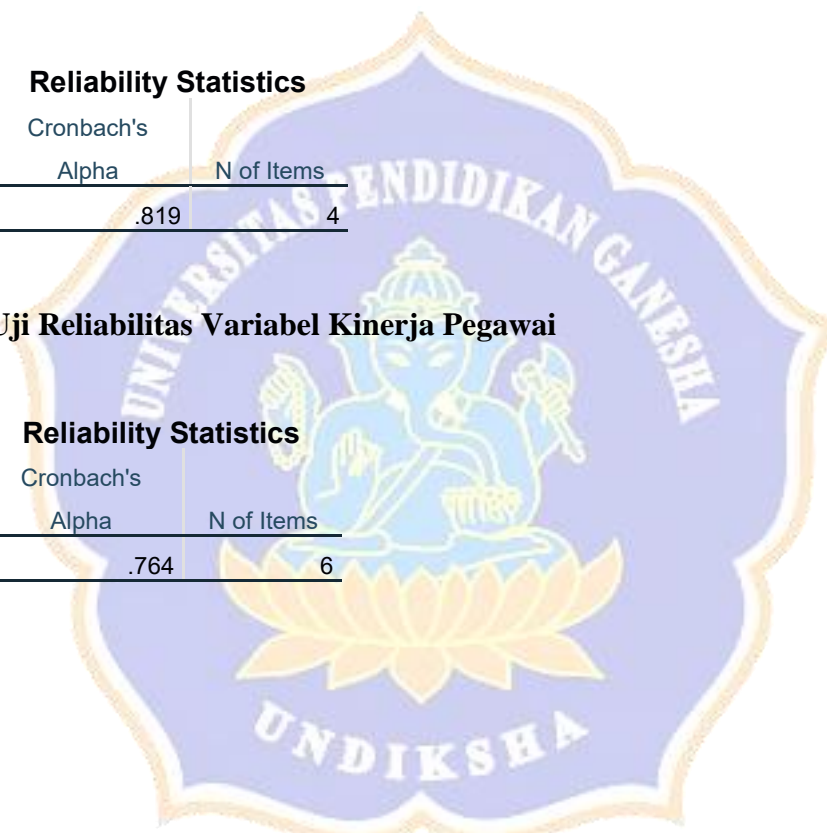 Reliability Statistics
Cronbach's
Alpha N of Items
.819 4
UNIVERSITAS PENDIDIKAN GANESHA
Uji Reliabilitas Variabel Kinerja Pegawai
Reliability Statistics
Cronbach's
Alpha N of Items
.764 6
UNDIKSHA